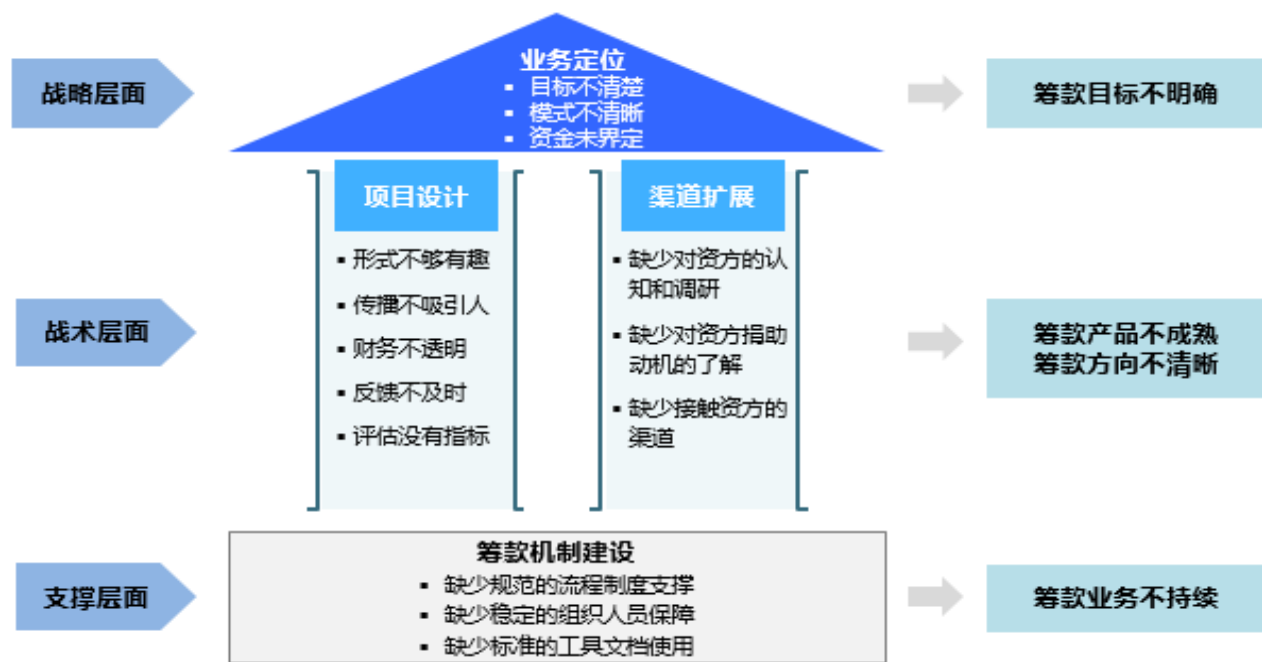 战略层面
业务定位
▪ 目标不清楚
▪ 模式不清晰
▪ 资金未界定
筹款目标不明确
战术层面
项目设计
▪ 形式不够有趣
▪ 传播不吸引人
▪ 财务不透明
▪ 反馈不及时
▪ 评估没有指标
渠道扩展
▪ 缺少对资方的认
知和调研
▪ 缺少对资方捐助
动机的了解
▪ 缺少接触资方的
渠道
筹款产品不成熟
筹款方向不清晰
支撑层面
筹款机制建设
▪ 缺少规范的流程制度支撑
▪ 缺少稳定的组织人员保障
▪ 缺少标准的工具文档使用
筹款业务不持续